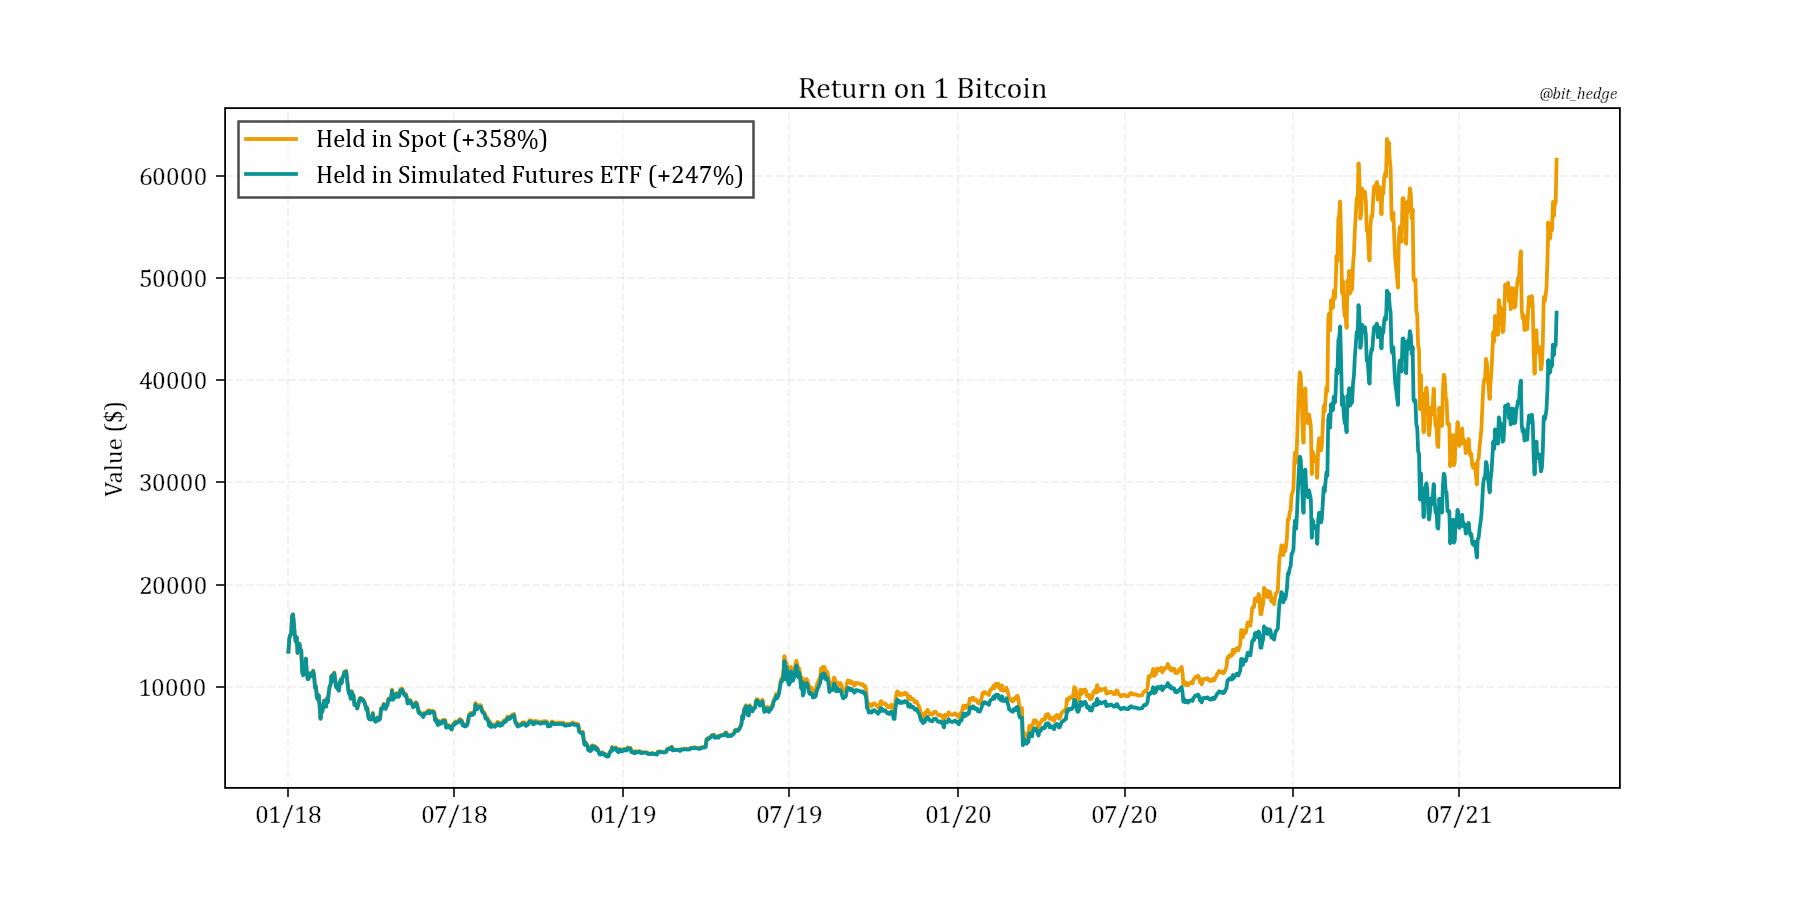 Return on 1 Bitcoin
@bit_hedge
Held in Spot (+358%)
Held in Simulated Futures ETF (+247%)
Value ($)
60000
50000
40000
30000
20000
10000
01/18 07/18 01/19 07/19 01/20 07/20 01/21 07/21